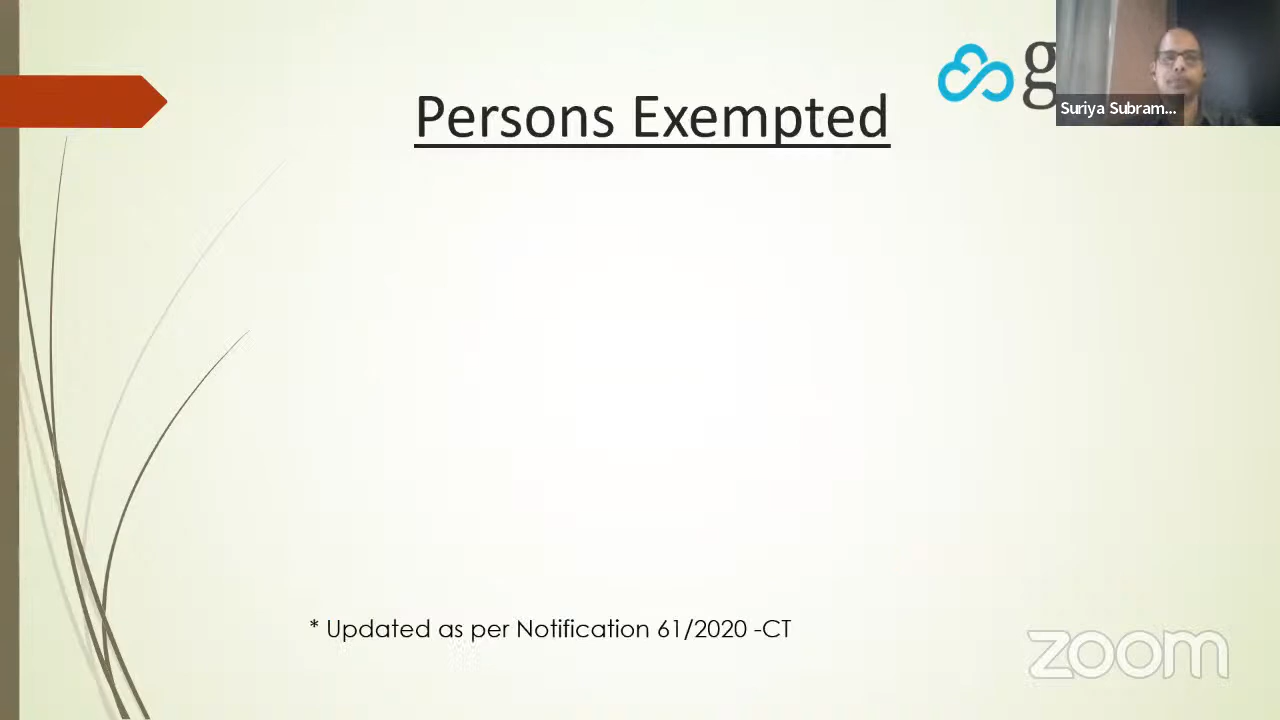 Persons Exempted
g
Suriya Subram...
* Updated as per Notification 61/2020 -CT
zoom